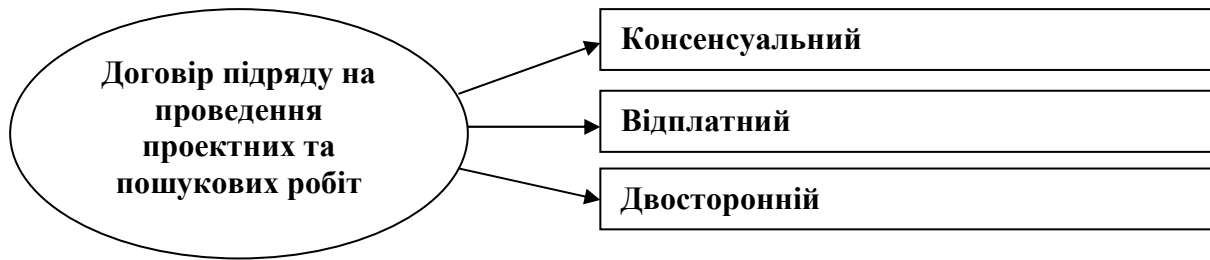 Договір підряду на
проведення
проектних та
пошукових робіт
Консенсуальний
Відплатний
Двосторонній